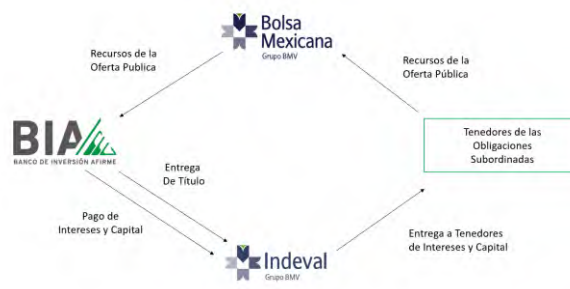 Bolsa
Mexicana
Grupo BMV
Recursos de la
Oferta Publica
Recursos de la
Oferta Pública
BIA
BANCO DE INVERSIÓN AFIRME
Tenedores de las
Obligaciones
Subordinadas
Entrega
De Título
Pago de
Intereses y Capital
Entrega a Tenedores
de Intereses y Capital
Indeval
Grupo BMV